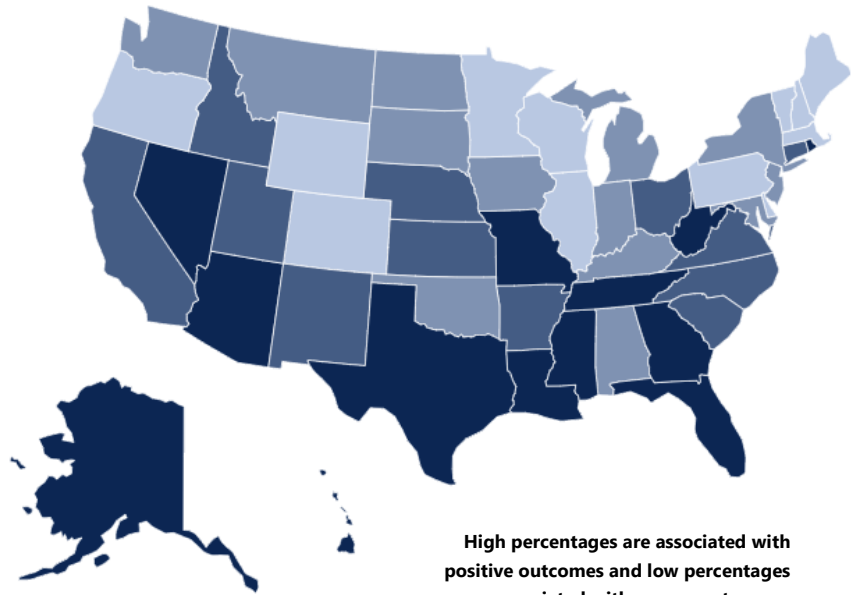 High percentages are associated with
positive outcomes and low percentages